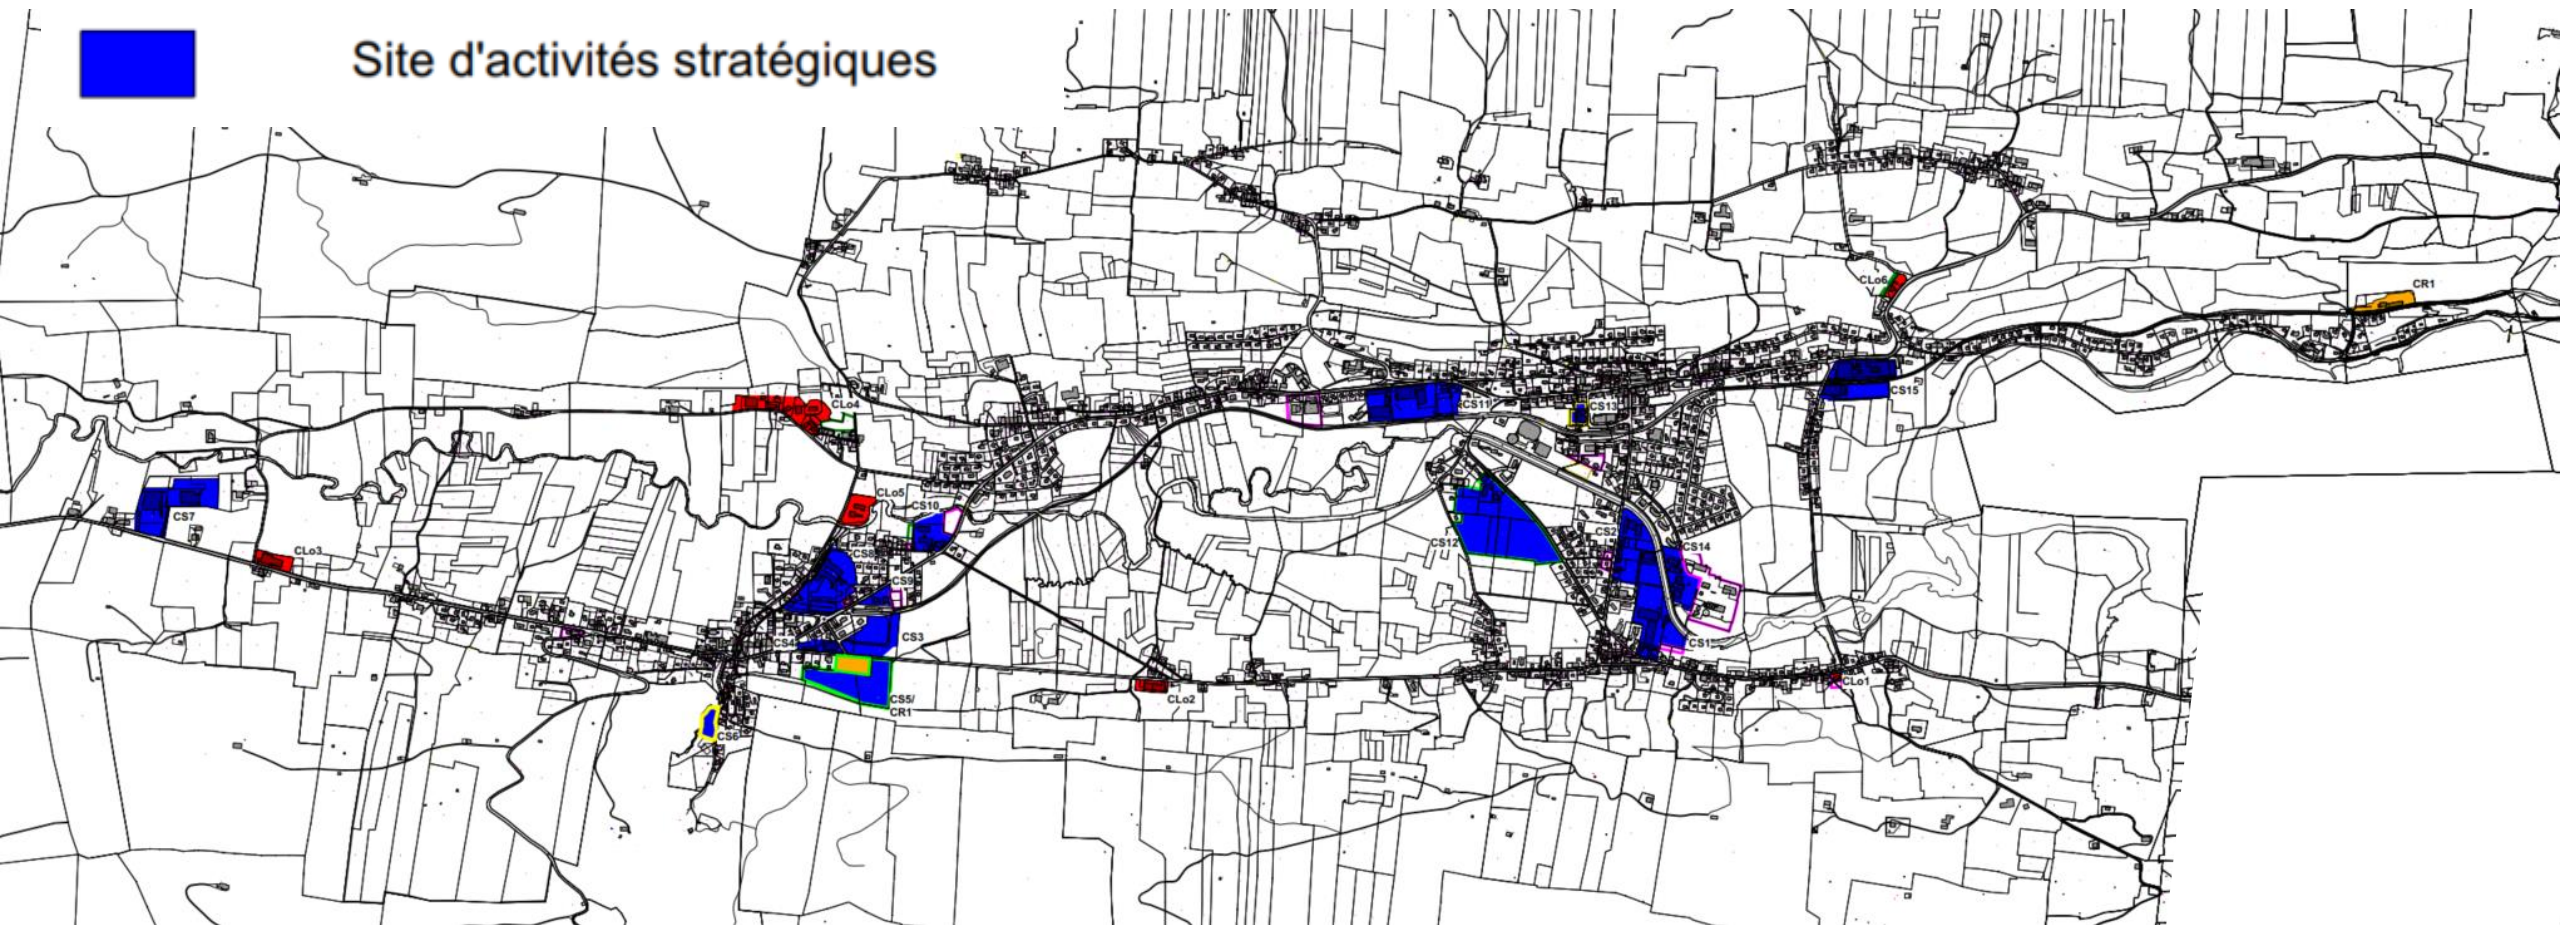 Site d'activités stratégiques
CLo6
CR1
CS15
CLo4
CS11
CS13
CLo5
CS10
CS7
CS2
CS12
CS14
CLo3
CS8
CS9
CS4
CS3
CS1
CLo1
CLo2
CS5/
CR1
CS6